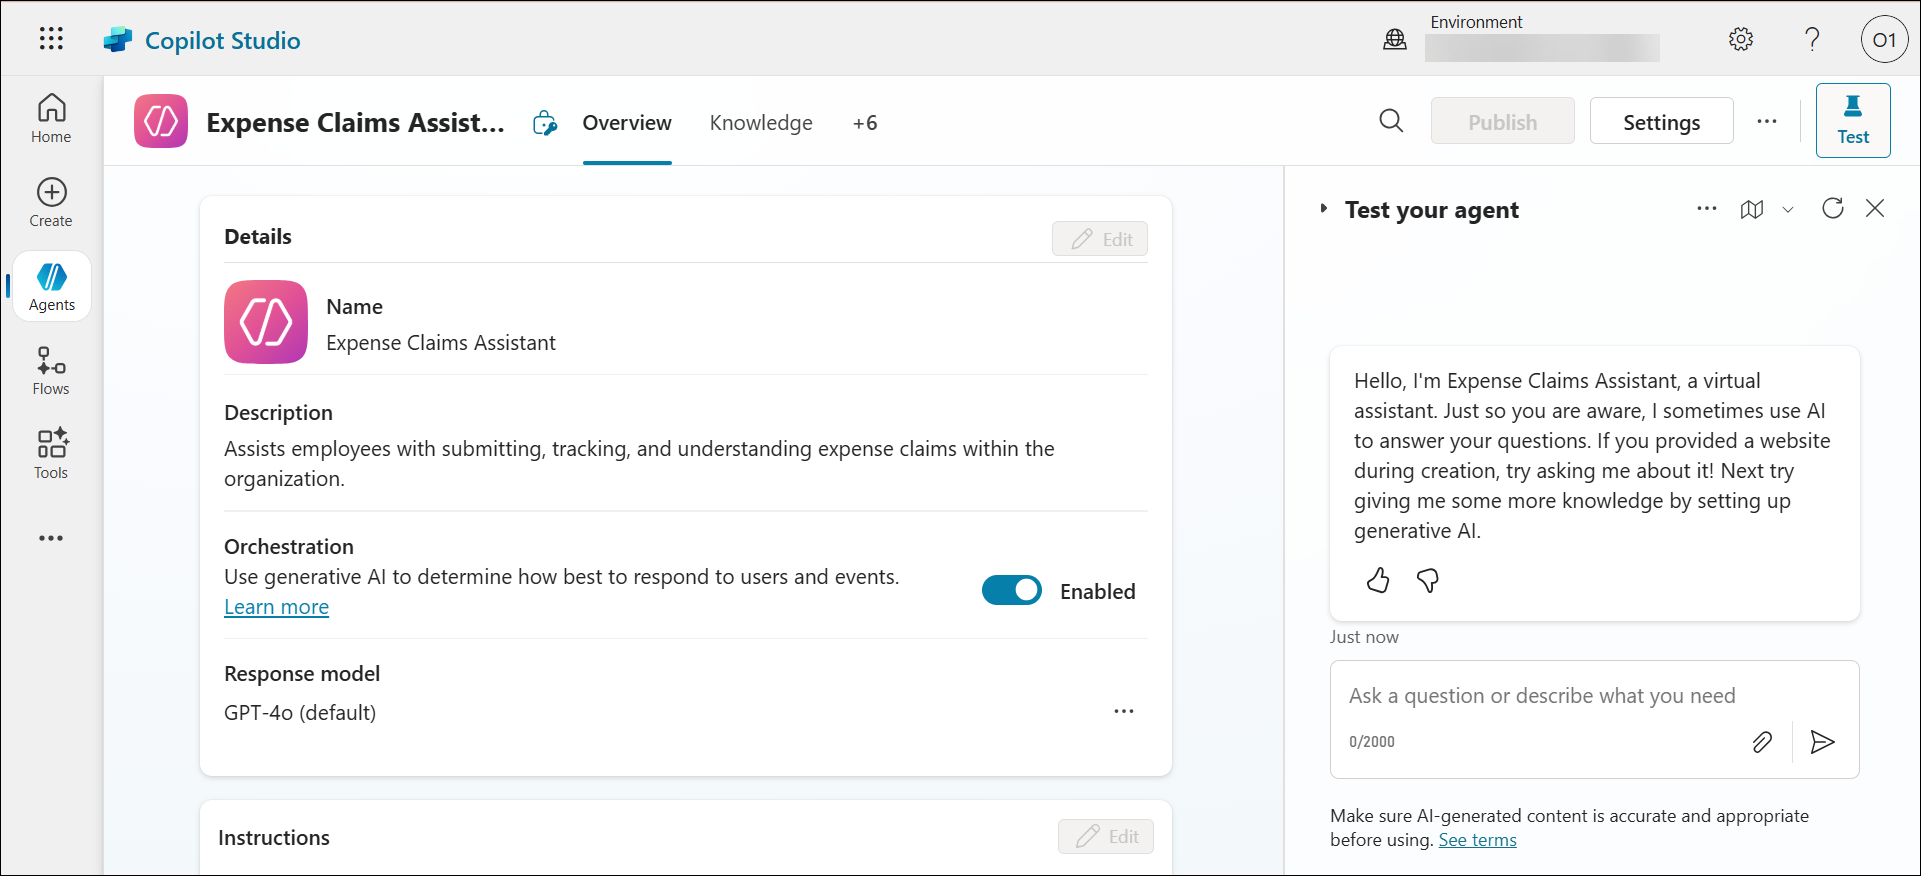 Copilot Studio
Environment
O1
Home
Create
Agents
Flows
Tools
Expense Claims Assist...
Overview
Knowledge
+6
Publish
Settings
Test
Details
Edit
Name
Expense Claims Assistant
Description
Assists employees with submitting, tracking, and understanding expense claims within the
organization.
Orchestration
Use generative AI to determine how best to respond to users and events.
Learn more
Enabled
Response model
GPT-4o (default)
Instructions
Edit
Test your agent
Hello, I'm Expense Claims Assistant, a virtual
assistant. Just so you are aware, I sometimes use AI
to answer your questions. If you provided a website
during creation, try asking me about it! Next try
giving me some more knowledge by setting up
generative AI.
Just now
Ask a question or describe what you need
0/2000
Make sure AI-generated content is accurate and appropriate
before using. See terms